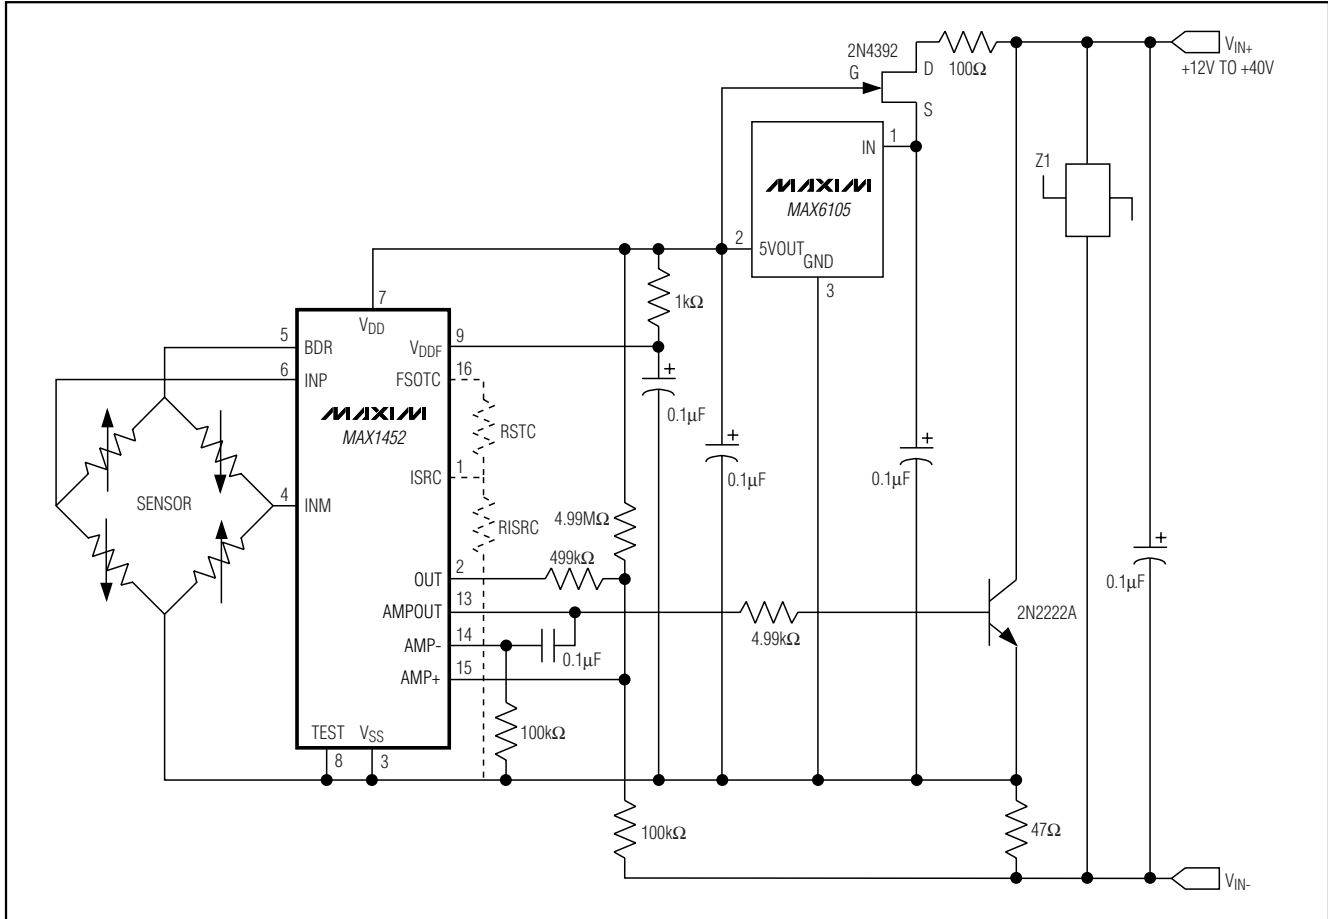 2N4392
G
D
S
100Ω
VIN+
+12V TO +40V
IN
1
MAXIM
MAX6105
Z1
2
5VOUT
GND
3
7
VDD
1kΩ
5
BDR
VDDF
9
6
INP
FSOTC
16
+
0.1µF
MAXIM
MAX1452
RSTC
+
0.1µF
+
0.1µF
ISRC
1
SENSOR
4
INM
RISRC
4.99MΩ
499kΩ
+
0.1µF
OUT
2
AMPOUT
13
2N2222A
4.99kΩ
AMP-
14
0.1µF
AMP+
15
100kΩ
TEST
VSS
8
3
100kΩ
47Ω
VIN-